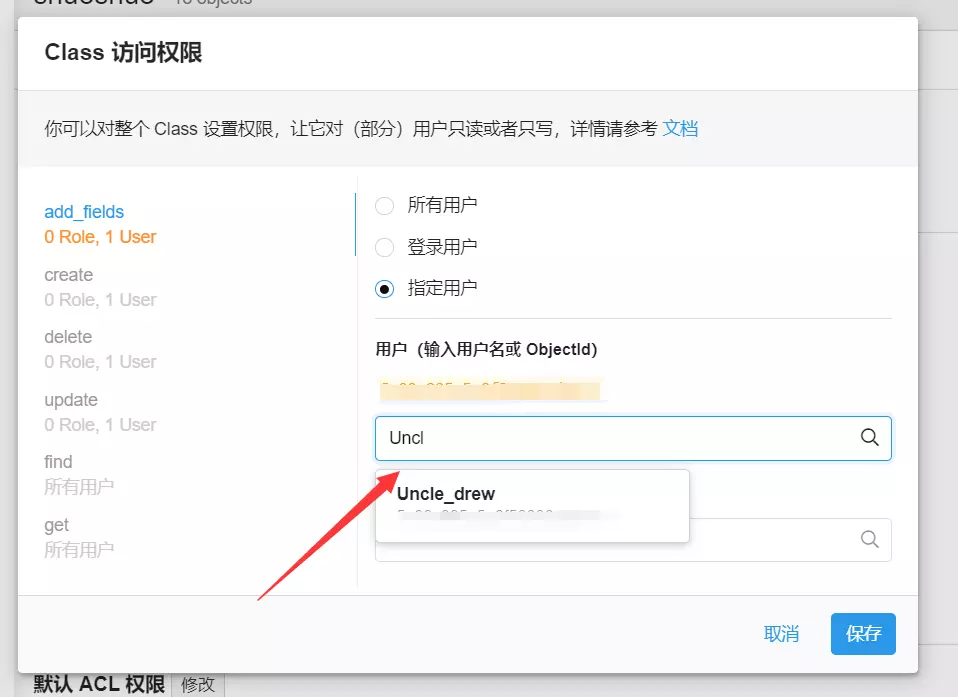 Class 访问权限
你可以对整个 Class 设置权限，让它对（部分）用户只读或者只写，详情请参考 文档
add_fields
0 Role, 1 User
create
0 Role, 1 User
delete
0 Role, 1 User
update
0 Role, 1 User
find
所有用户
get
所有用户
所有用户
登录用户
指定用户
用户（输入用户名或 ObjectId）
Uncl
Uncle_drew
取消
保存
默认 ACL 权限
修改